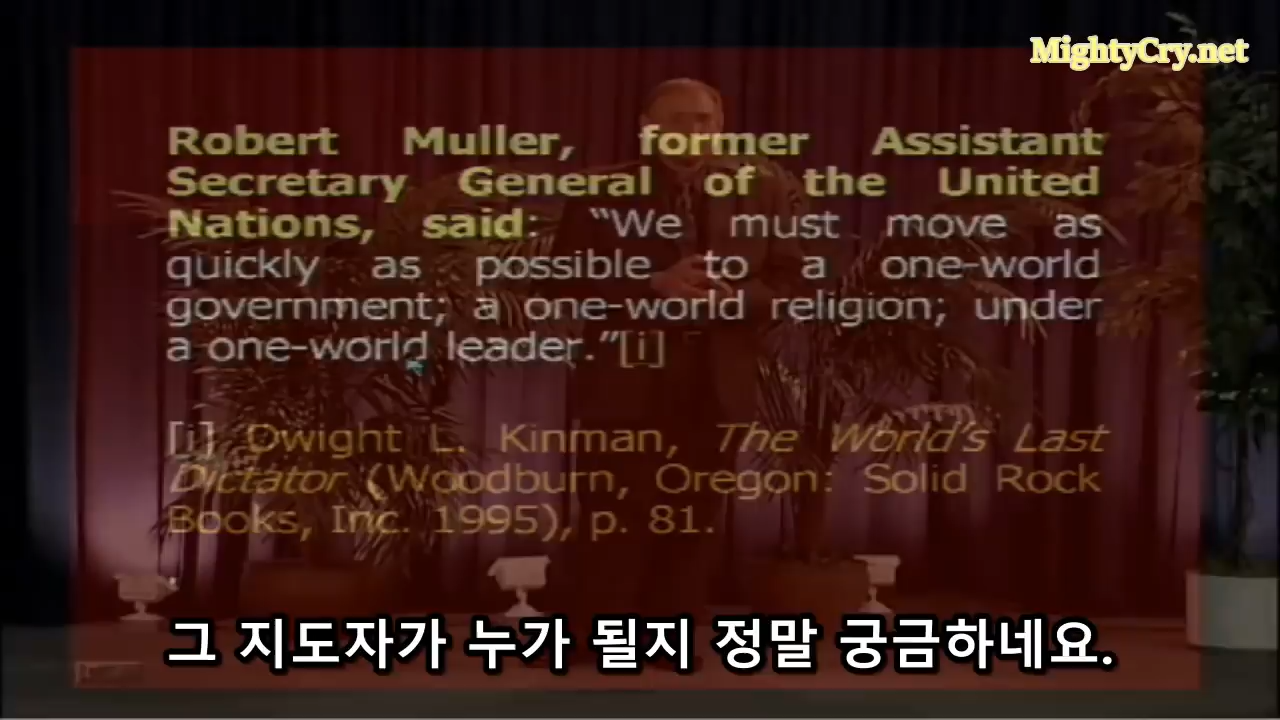 MightyCry.net
Robert Muller, former Assistant
Secretary General of the United
Nations, said: “We must move as
quickly as possible to a one-world
government; a one-world religion; under
a one-world leader.”[i]
[i] Dwight L. Kinman, The World's Last
Dictator (Woodburn, Oregon: Solid Rock
Books, Inc. 1995), p. 81.
그 지도자가 누가 될지 정말 궁금하네요.